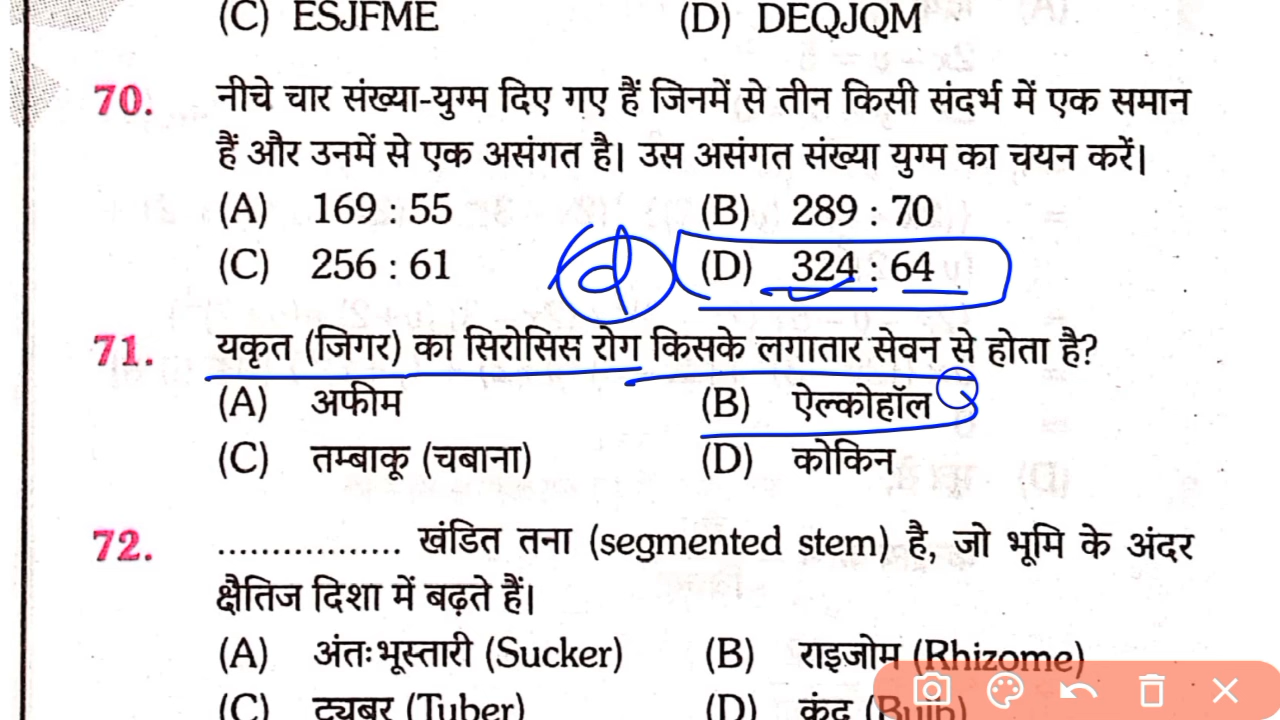 (C) ESJFME (D) DEQJQM
70. नीचे चार संख्या-युग्म दिए गए हैं जिनमें से तीन किसी संदर्भ में एक समान
हैं और उनमें से एक असंगत है। उस असंगत संख्या युग्म का चयन करें।
(A) 169 : 55 (B) 289 : 70
(C) 256 : 61 (D) 324 : 64
d
71. यकृत (जिगर) का सिरोसिस रोग किसके लगातार सेवन से होता है?
(A) अफीम (B) ऐल्कोहॉल
(C) तम्बाकू (चबाना) (D) कोकिन
72. .................. खंडित तना (segmented stem) है, जो भूमि के अंदर
क्षैतिज दिशा में बढ़ते हैं।
(A) अंतःभूस्तारी (Sucker) (B) राइजोम (Rhizome)
(C) ट्यूबर (Tuber) (D) कंद (Bulb)